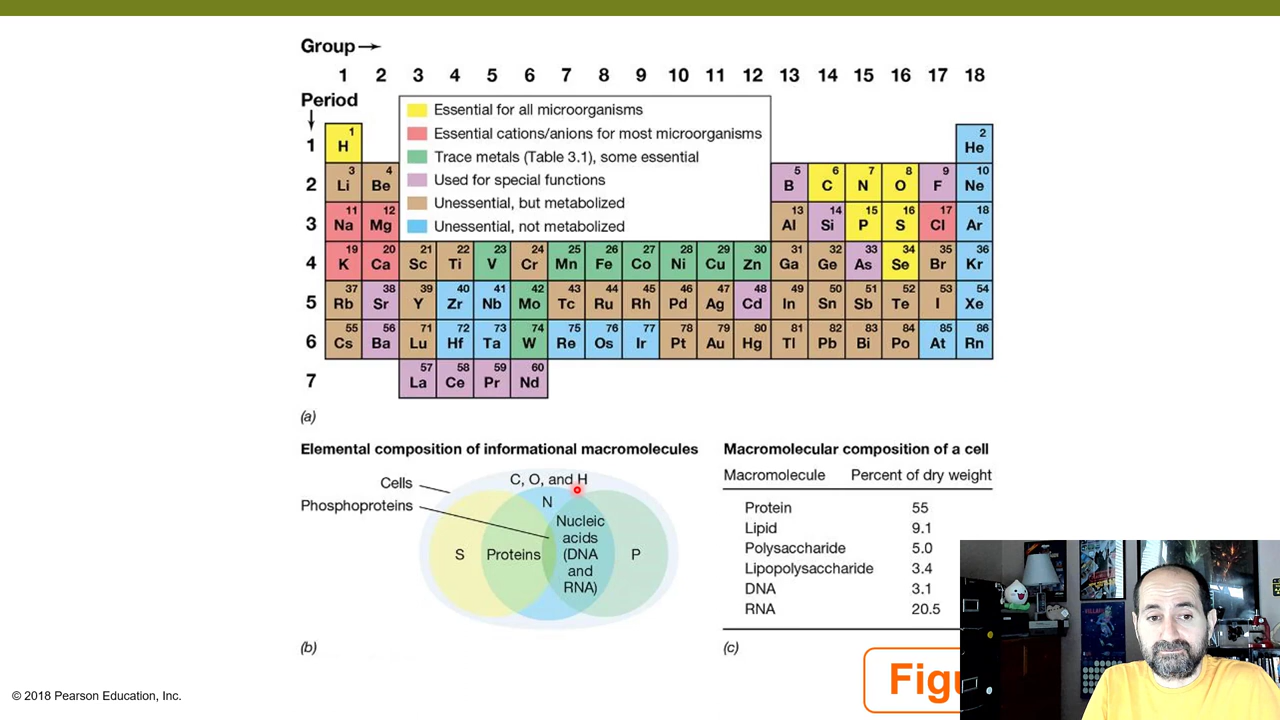 Group →
1 2 3 4 5 6 7 8 9 10 11 12 13 14 15 16 17 18
Period
Essential for all microorganisms
Essential cations/anions for most microorganisms
Trace metals (Table 3.1), some essential
Used for special functions
Unessential, but metabolized
Unessential, not metabolized
1
1 H
2 He
2
3 Li
4 Be
5 B
6 C
7 N
8 O
9 F
10 Ne
3
11 Na
12 Mg
13 Al
14 Si
15 P
16 S
17 Cl
18 Ar
4
19 K
20 Ca
21 Sc
22 Ti
23 V
24 Cr
25 Mn
26 Fe
27 Co
28 Ni
29 Cu
30 Zn
31 Ga
32 Ge
33 As
34 Se
35 Br
36 Kr
5
37 Rb
38 Sr
39 Y
40 Zr
41 Nb
42 Mo
43 Tc
44 Ru
45 Rh
46 Pd
47 Ag
48 Cd
49 In
50 Sn
51 Sb
52 Te
53 I
54 Xe
6
55 Cs
56 Ba
71 Lu
72 Hf
73 Ta
74 W
75 Re
76 Os
77 Ir
78 Pt
79 Au
80 Hg
81 Tl
82 Pb
83 Bi
84 Po
85 At
86 Rn
7
57 La
58 Ce
59 Pr
60 Nd
(a)
Elemental composition of informational macromolecules
Cells
Phosphoproteins
C, O, and H
N
S
Proteins
Nucleic
acids
(DNA
and
RNA)
P
(b)
Macromolecular composition of a cell
Macromolecule Percent of dry weight
Protein 55
Lipid 9.1
Polysaccharide 5.0
Lipopolysaccharide 3.4
DNA 3.1
RNA 20.5
(c)
© 2018 Pearson Education, Inc.